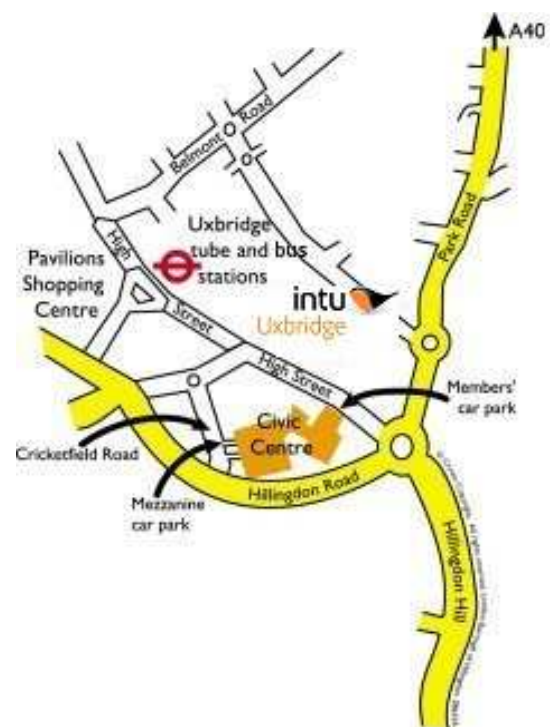 A40
Belmont Road
Park Road
High
Street
Uxbridge
tube and bus
stations
Pavilions
Shopping
Centre
intu
Uxbridge
High Street
Members'
car park
Civic
Centre
Cricketfield Road
Mezzanine
car park
Hillingdon Road
Hillingdon Hill